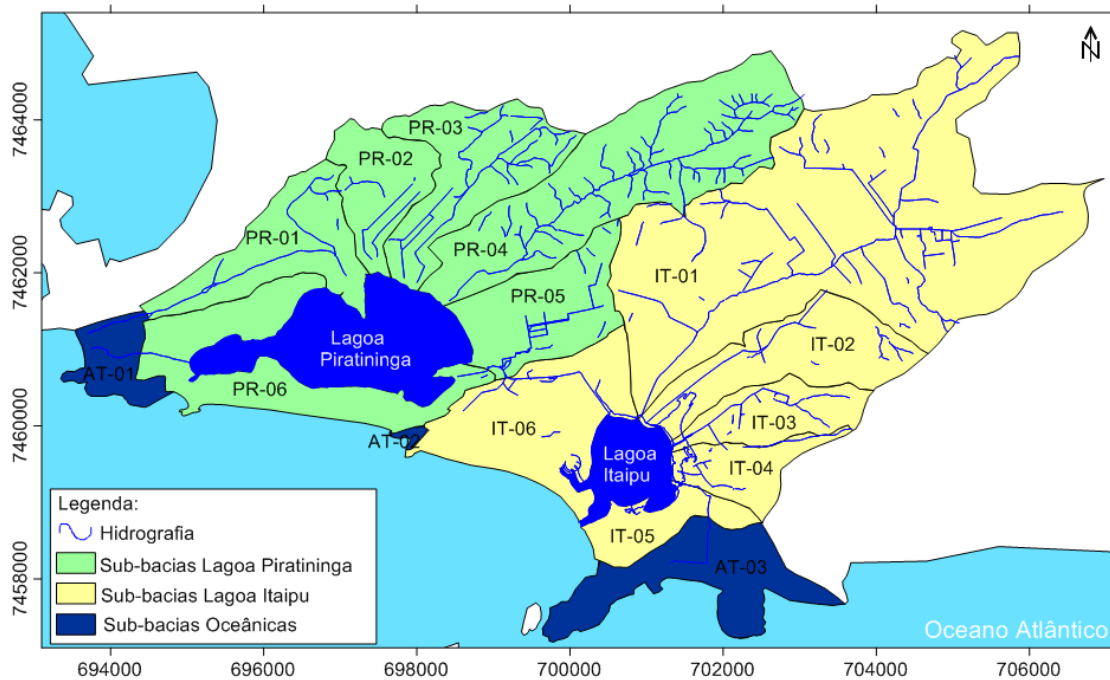 N
PR-03
PR-02
PR-01
PR-04
IT-01
PR-05
Lagoa
Piratininga
IT-02
AT-01
PR-06
IT-03
IT-06
AT-02
Lagoa
Itaipu
IT-04
IT-05
AT-03
Legenda:
Hidrografia
Sub-bacias Lagoa Piratininga
Sub-bacias Lagoa Itaipu
Sub-bacias Oceânicas
Oceano Atlântico
7464000
7462000
7460000
7458000
694000
696000
698000
700000
702000
704000
706000